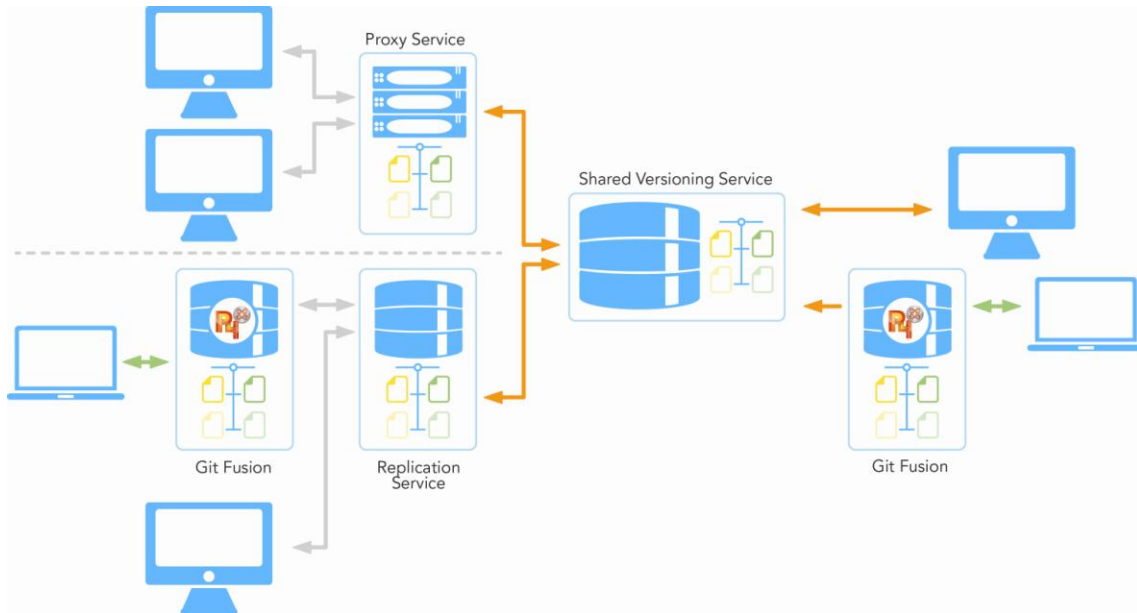 Proxy Service
Shared Versioning Service
Git Fusion
Replication
Service
Git Fusion